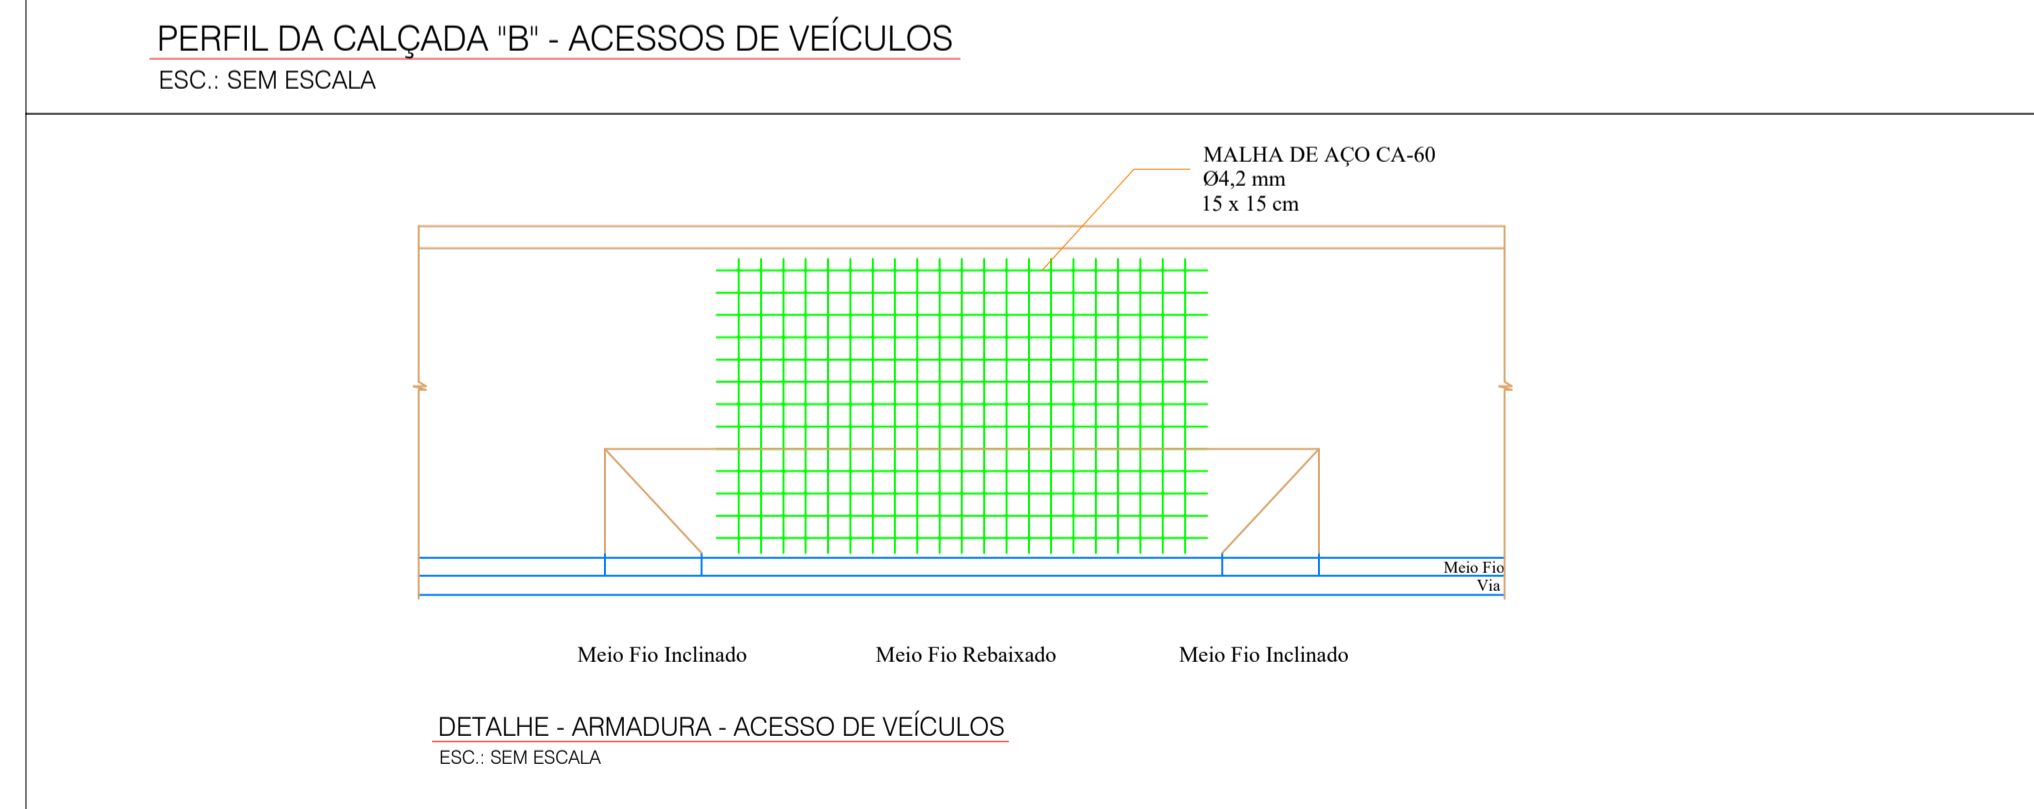 PERFIL DA CALÇADA "B" - ACESSOS DE VEÍCULOS
ESC.: SEM ESCALA
MALHA DE AÇO CA-60
Ø4,2 mm
15 x 15 cm
Meio Fio
Via
Meio Fio Inclinado
Meio Fio Rebaixado
Meio Fio Inclinado
DETALHE - ARMADURA - ACESSO DE VEÍCULOS
ESC.: SEM ESCALA